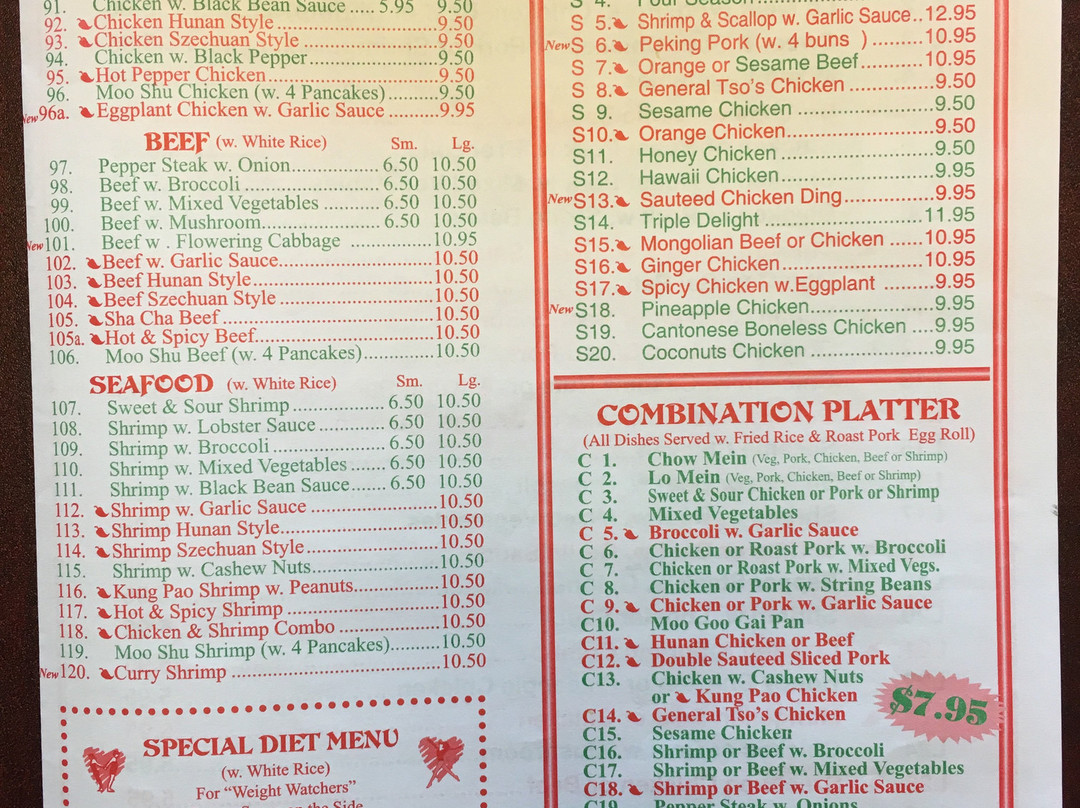 91. Chicken w. Black Bean Sauce ..... 5.95 9.50
92. Chicken Hunan Style ..... 9.50
93. Chicken Szechuan Style ..... 9.50
94. Chicken w. Black Pepper ..... 9.50
95. Hot Pepper Chicken ..... 9.50
96. Moo Shu Chicken (w. 4 Pancakes) ..... 9.50
New 96a. Eggplant Chicken w. Garlic Sauce ..... 9.95
BEEF (w. White Rice) Sm. Lg.
97. Pepper Steak w. Onion ..... 6.50 10.50
98. Beef w. Broccoli ..... 6.50 10.50
99. Beef w. Mixed Vegetables ..... 6.50 10.50
100. Beef w. Mushroom ..... 6.50 10.50
New 101. Beef w . Flowering Cabbage ..... 10.95
102. Beef w. Garlic Sauce ..... 10.50
103. Beef Hunan Style ..... 10.50
104. Beef Szechuan Style ..... 10.50
105. Sha Cha Beef ..... 10.50
105a. Hot & Spicy Beef ..... 10.50
106. Moo Shu Beef (w. 4 Pancakes) ..... 10.50
SEAFOOD (w. White Rice) Sm. Lg.
107. Sweet & Sour Shrimp ..... 6.50 10.50
108. Shrimp w. Lobster Sauce ..... 6.50 10.50
109. Shrimp w. Broccoli ..... 6.50 10.50
110. Shrimp w. Mixed Vegetables ..... 6.50 10.50
111. Shrimp w. Black Bean Sauce ..... 6.50 10.50
112. Shrimp w. Garlic Sauce ..... 10.50
113. Shrimp Hunan Style ..... 10.50
114. Shrimp Szechuan Style ..... 10.50
115. Shrimp w. Cashew Nuts ..... 10.50
116. Kung Pao Shrimp w. Peanuts ..... 10.50
117. Hot & Spicy Shrimp ..... 10.50
118. Chicken & Shrimp Combo ..... 10.50
119. Moo Shu Shrimp (w. 4 Pancakes) ..... 10.50
New 120. Curry Shrimp ..... 10.50
SPECIAL DIET MENU
(w. White Rice)
For “Weight Watchers”
on the Side
S 4. Four Season
S 5. Shrimp & Scallop w. Garlic Sauce..12.95
New S 6. Peking Pork (w. 4 buns ) ..... 10.95
S 7. Orange or Sesame Beef ..... 10.95
S 8. General Tso's Chicken ..... 9.50
S 9. Sesame Chicken ..... 9.50
S10. Orange Chicken ..... 9.50
S11. Honey Chicken ..... 9.50
S12. Hawaii Chicken ..... 9.95
New S13. Sauteed Chicken Ding ..... 9.95
S14. Triple Delight ..... 11.95
S15. Mongolian Beef or Chicken ...... 10.95
S16. Ginger Chicken ..... 10.95
S17. Spicy Chicken w.Eggplant ..... 9.95
New S18. Pineapple Chicken ..... 9.95
S19. Cantonese Boneless Chicken ... 9.95
S20. Coconuts Chicken ..... 9.95
COMBINATION PLATTER
(All Dishes Served w. Fried Rice & Roast Pork Egg Roll)
C 1. Chow Mein (Veg, Pork, Chicken, Beef or Shrimp)
C 2. Lo Mein (Veg, Pork, Chicken, Beef or Shrimp)
C 3. Sweet & Sour Chicken or Pork or Shrimp
C 4. Mixed Vegetables
C 5. Broccoli w. Garlic Sauce
C 6. Chicken or Roast Pork w. Broccoli
C 7. Chicken or Roast Pork w. Mixed Vegs.
C 8. Chicken or Pork w. String Beans
C 9. Chicken or Pork w. Garlic Sauce
C10. Moo Goo Gai Pan
C11. Hunan Chicken or Beef
C12. Double Sauteed Sliced Pork
C13. Chicken w. Cashew Nuts
or Kung Pao Chicken
C14. General Tso's Chicken
C15. Sesame Chicken
C16. Shrimp or Beef w. Broccoli
C17. Shrimp or Beef w. Mixed Vegetables
C18. Shrimp or Beef w. Garlic Sauce
C19. Pepper Steak w. Onions
$7.95